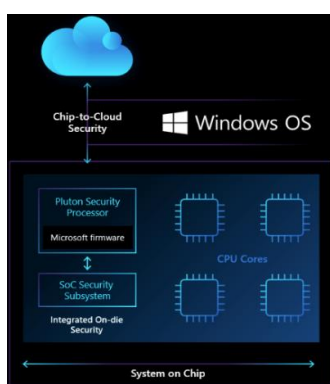 Chip-to-Cloud
Security
Windows OS
Pluton Security
Processor
Microsoft firmware
SoC Security
Subsystem
Integrated On-die
Security
CPU Cores
System on Chip